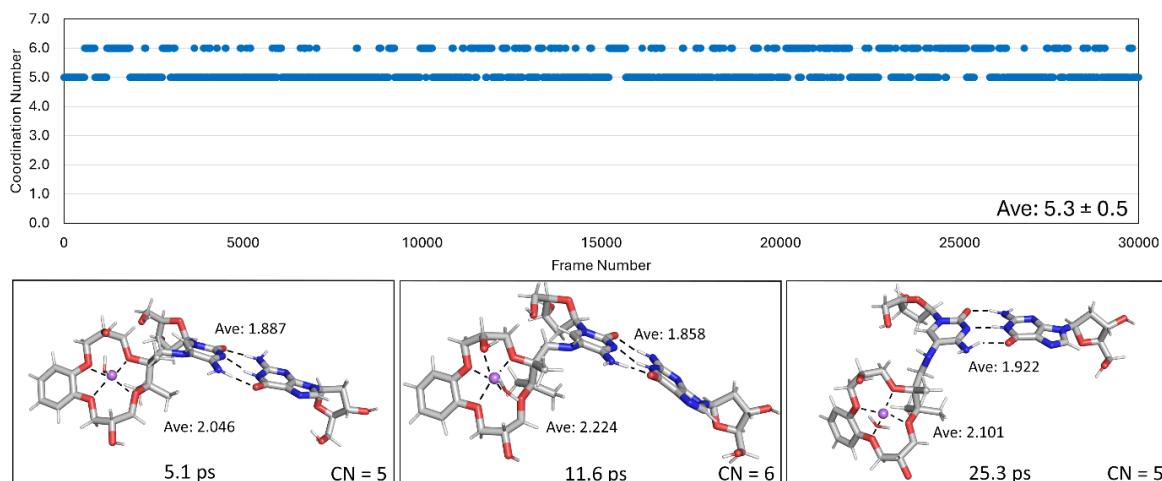 7.0
6.0
5.0
4.0
3.0
2.0
1.0
0.0
Coordination Number
Ave: 5.3 ± 0.5
0 5000 10000 15000 20000 25000 30000
Frame Number
Ave: 1.887
Ave: 2.046
5.1 ps CN = 5
Ave: 1.858
Ave: 2.224
11.6 ps CN = 6
Ave: 1.922
Ave: 2.101
25.3 ps CN = 5